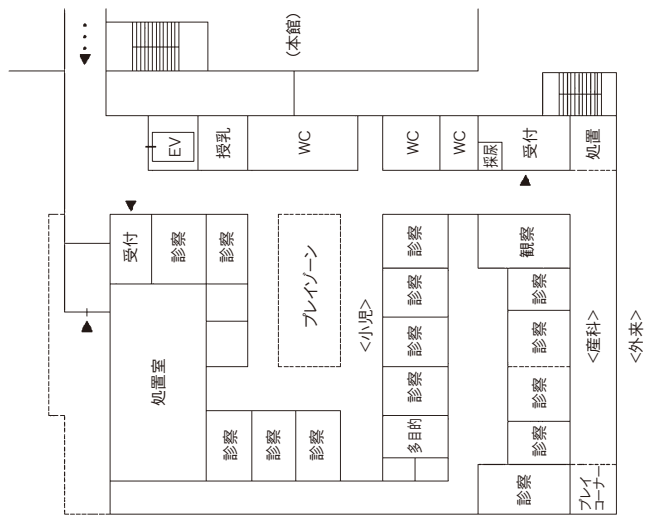 (本館)
EV
授乳
WC
WC
WC
採尿
受付
処置
受付
診察
診察
プレイゾーン
<小児>
診察
診察
診察
診察
多目的
処置室
診察
診察
診察
観察
診察
診察
診察
診察
診察
プレイ
コーナー
<産科>
<外来>